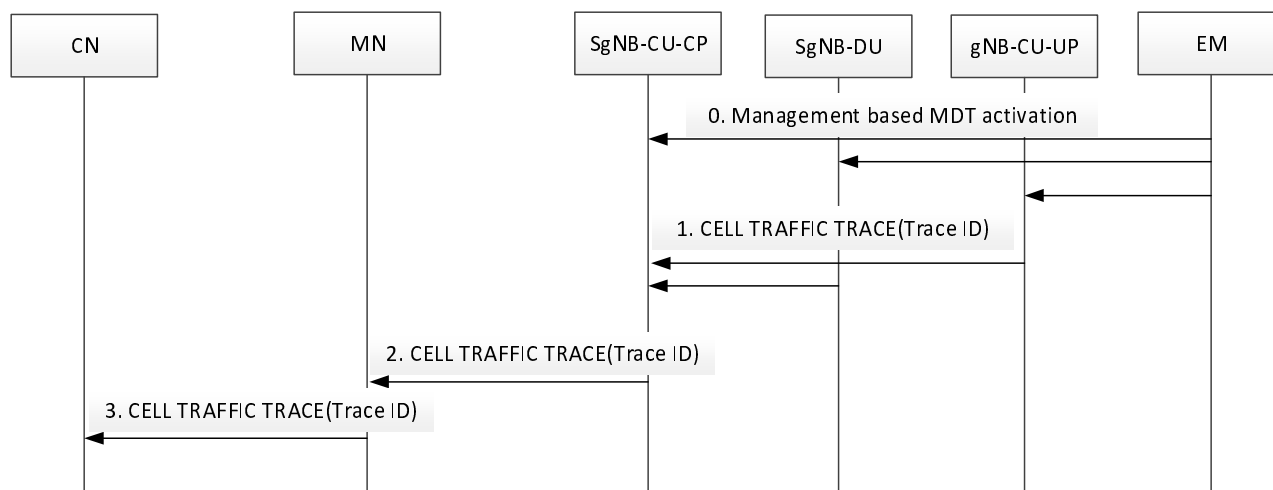 CN
MN
SgNB-CU-CP
SgNB-DU
gNB-CU-UP
EM
0. Management based MDT activation
1. CELL TRAFFIC TRACE(Trace ID)
2. CELL TRAFFIC TRACE(Trace ID)
3. CELL TRAFFIC TRACE(Trace ID)